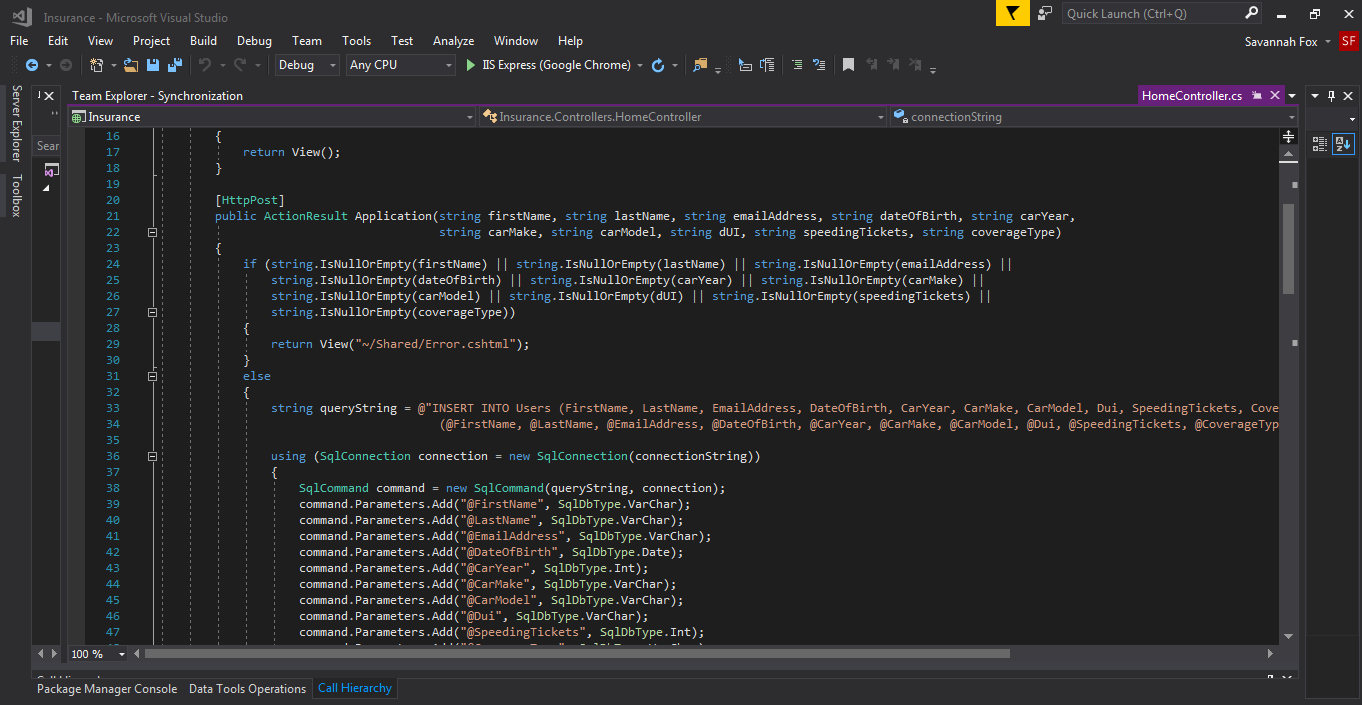 Insurance - Microsoft Visual Studio
Quick Launch (Ctrl+Q)
File Edit View Project Build Debug Team Tools Test Analyze Window Help
Savannah Fox SF
Debug Any CPU IIS Express (Google Chrome)
Server Explorer
Toolbox
Sear
Team Explorer - Synchronization HomeController.cs
Insurance Insurance.Controllers.HomeController connectionString
16 {
17 return View();
18 }
19
20 [HttpPost]
21 public ActionResult Application(string firstName, string lastName, string emailAddress, string dateOfBirth, string carYear,
22 string carMake, string carModel, string dUI, string speedingTickets, string coverageType)
23 {
24 if (string.IsNullOrEmpty(firstName) || string.IsNullOrEmpty(lastName) || string.IsNullOrEmpty(emailAddress) ||
25 string.IsNullOrEmpty(dateOfBirth) || string.IsNullOrEmpty(carYear) || string.IsNullOrEmpty(carMake) ||
26 string.IsNullOrEmpty(carModel) || string.IsNullOrEmpty(dUI) || string.IsNullOrEmpty(speedingTickets) ||
27 string.IsNullOrEmpty(coverageType))
28 {
29 return View("~/Shared/Error.cshtml");
30 }
31 else
32 {
33 string queryString = @"INSERT INTO Users (FirstName, LastName, EmailAddress, DateOfBirth, CarYear, CarMake, CarModel, Dui, SpeedingTickets, Cove
34 (@FirstName, @LastName, @EmailAddress, @DateOfBirth, @CarYear, @CarMake, @CarModel, @Dui, @SpeedingTickets, @CoverageTyp
35
36 using (SqlConnection connection = new SqlConnection(connectionString))
37 {
38 SqlCommand command = new SqlCommand(queryString, connection);
39 command.Parameters.Add("@FirstName", SqlDbType.VarChar);
40 command.Parameters.Add("@LastName", SqlDbType.VarChar);
41 command.Parameters.Add("@EmailAddress", SqlDbType.VarChar);
42 command.Parameters.Add("@DateOfBirth", SqlDbType.Date);
43 command.Parameters.Add("@CarYear", SqlDbType.Int);
44 command.Parameters.Add("@CarMake", SqlDbType.VarChar);
45 command.Parameters.Add("@CarModel", SqlDbType.VarChar);
46 command.Parameters.Add("@Dui", SqlDbType.VarChar);
47 command.Parameters.Add("@SpeedingTickets", SqlDbType.Int);
100 %
Package Manager Console Data Tools Operations Call Hierarchy